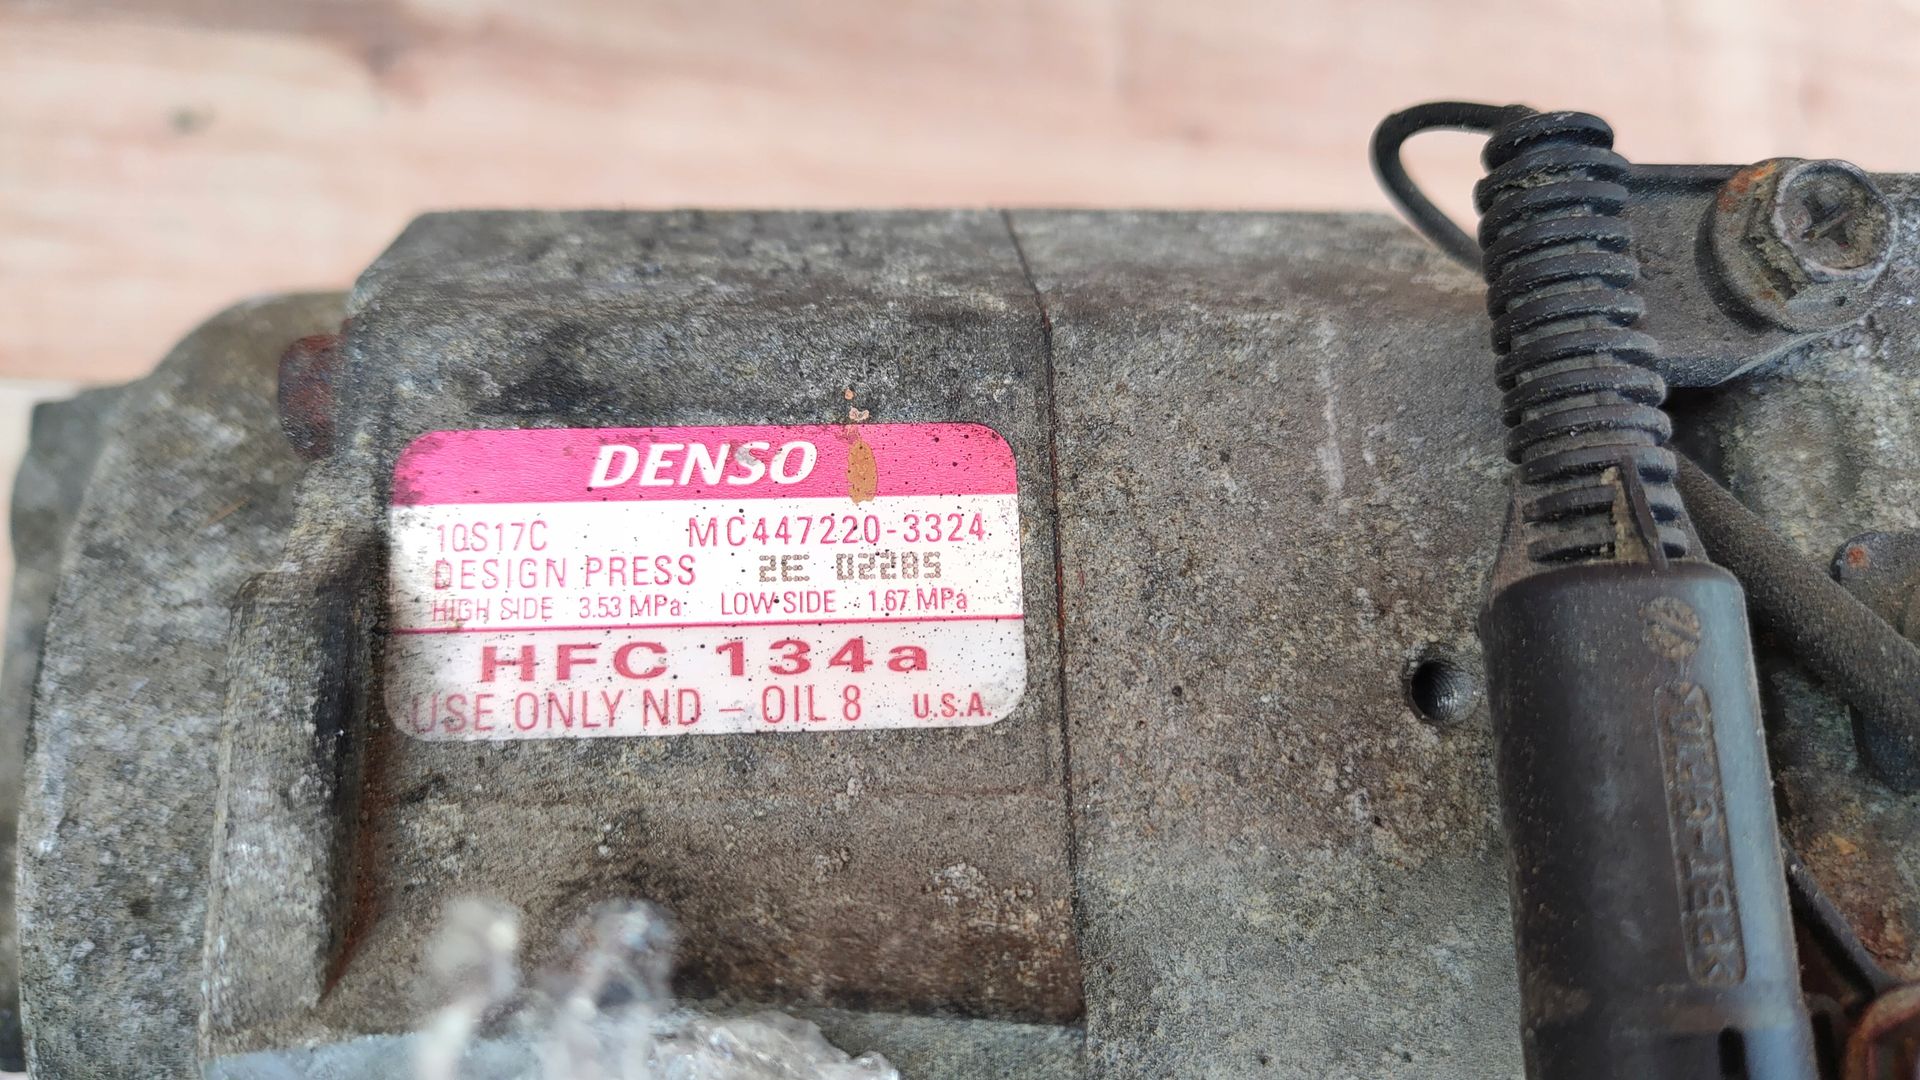 DENSO
10S17C MC447220-3324
DESIGN PRESS 2E 02285
HIGH SIDE 3.53 MPa LOW SIDE 1.67 MPa
HFC 134a
USE ONLY ND - OIL 8 U.S.A.